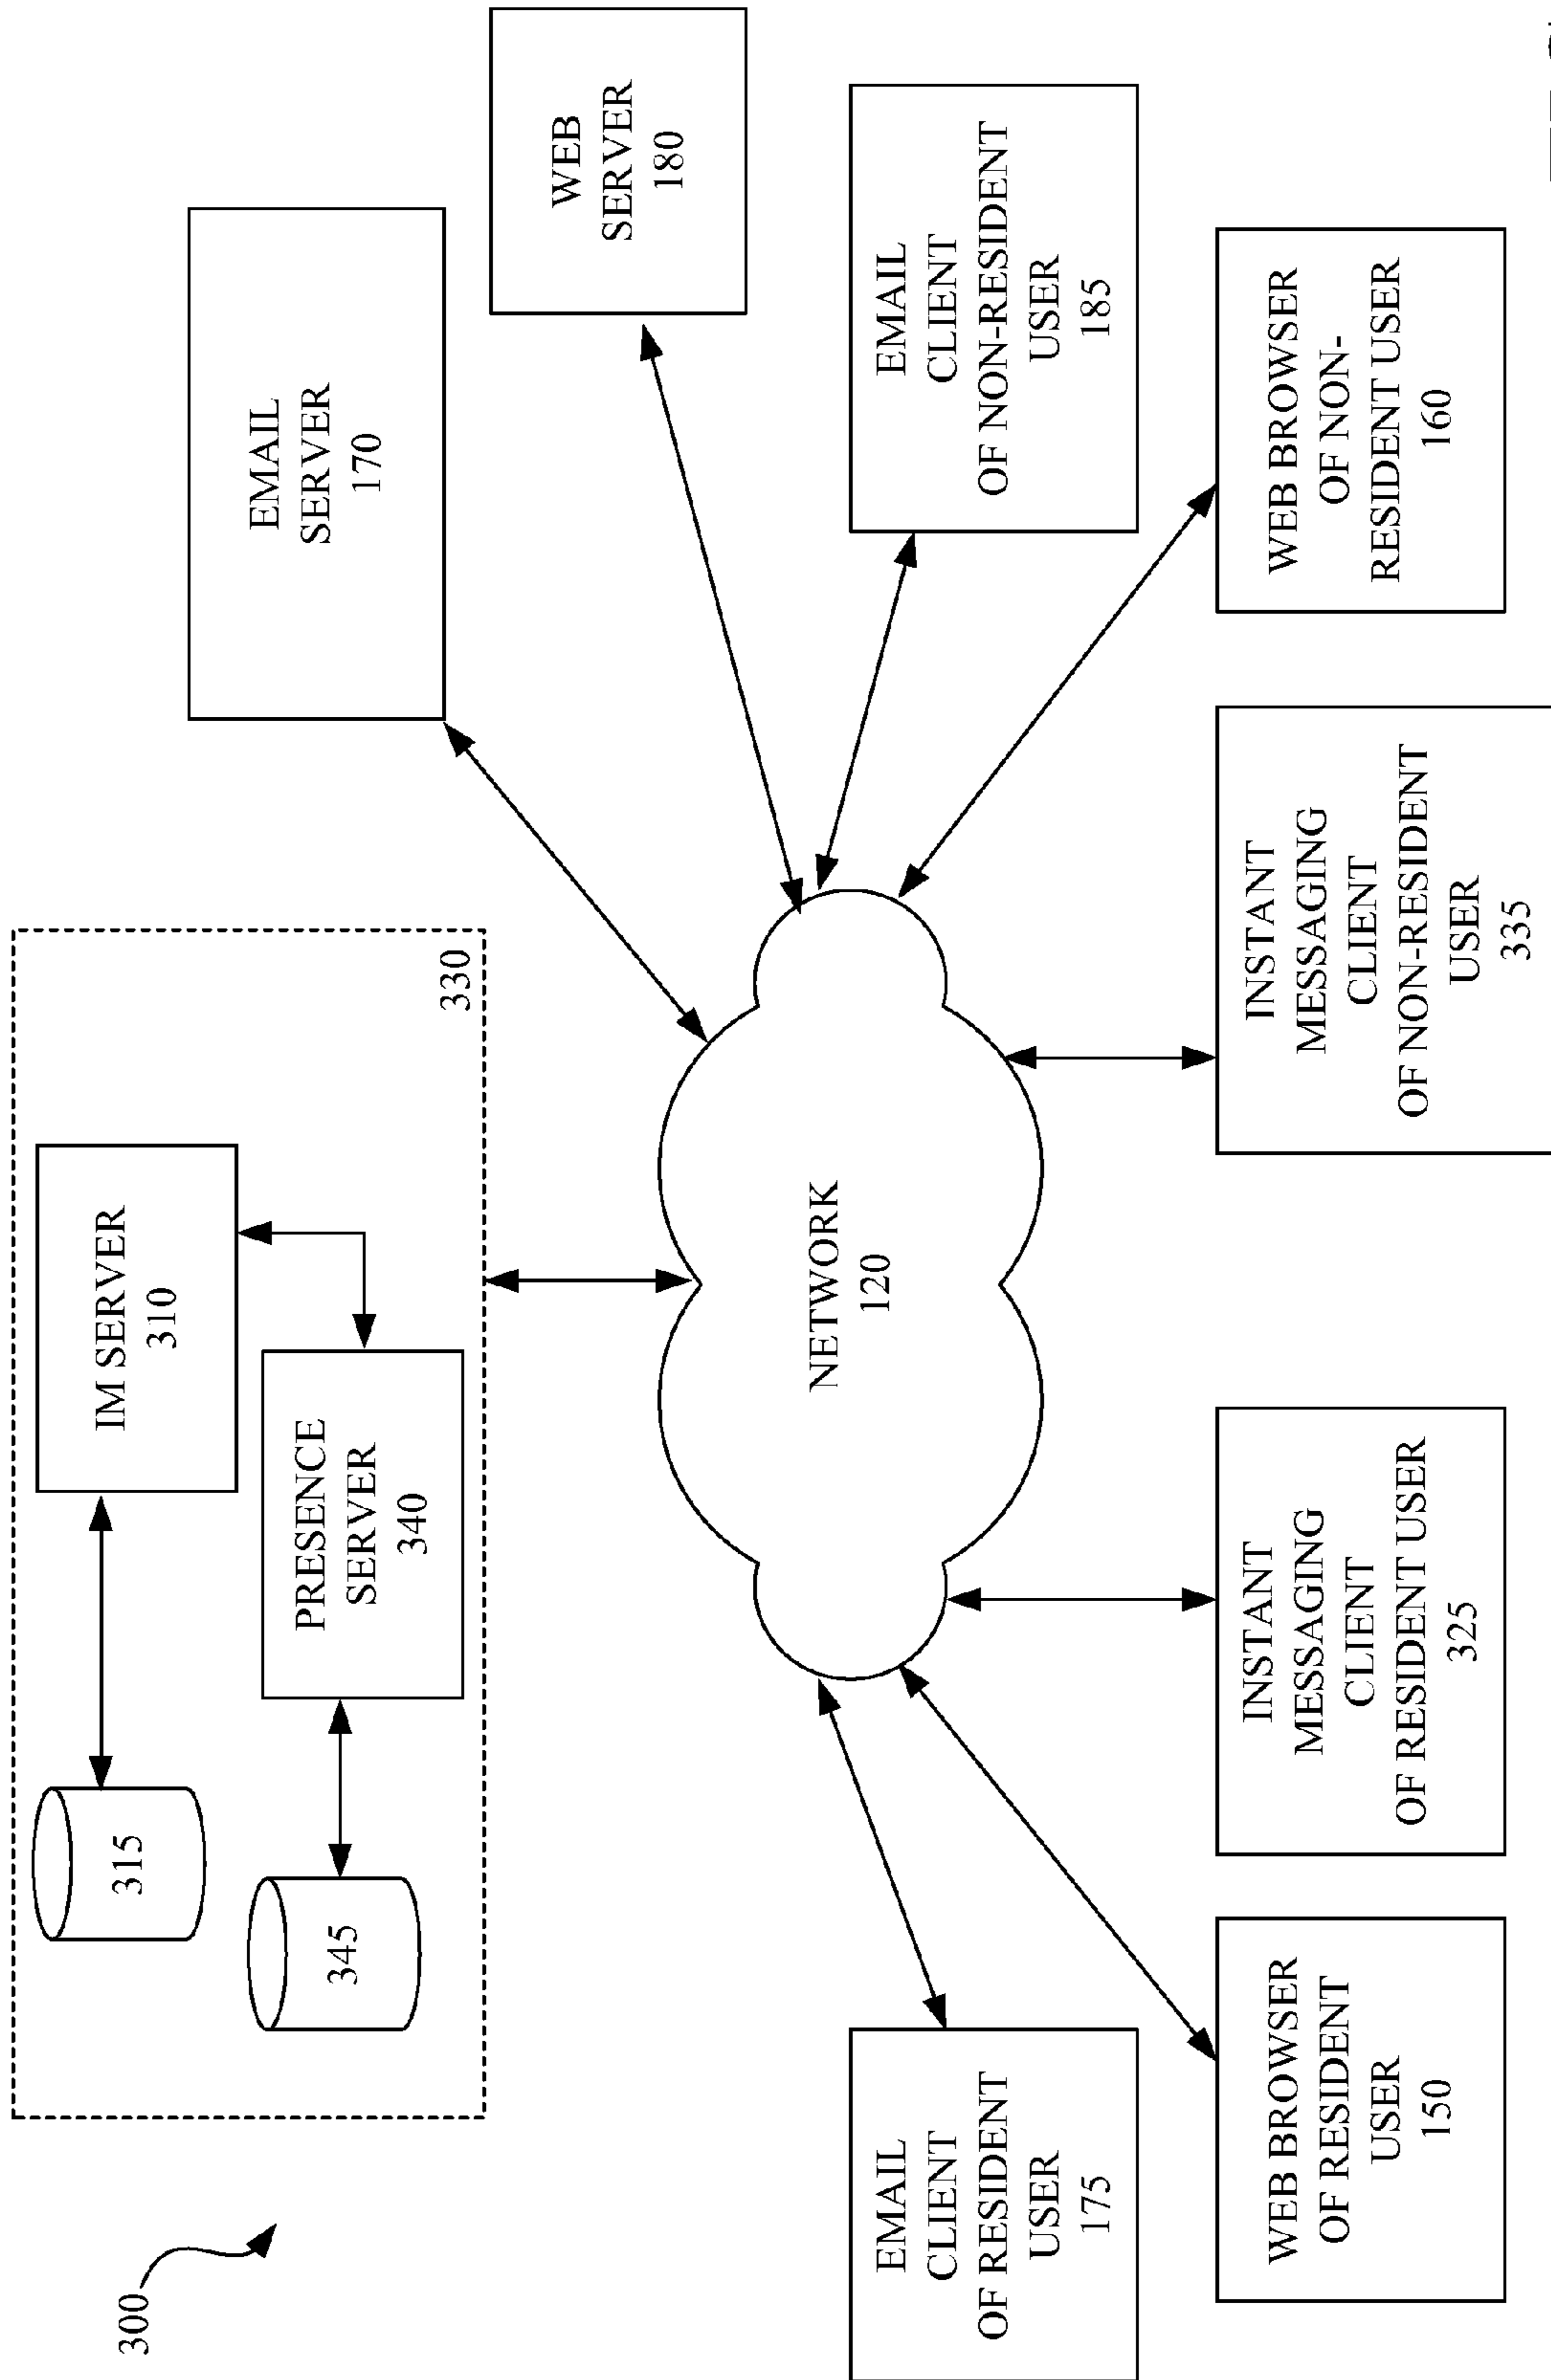 300
315
345
IM SERVER
310
PRESENCE
SERVER
340
330
EMAIL
SERVER
170
WEB
SERVER
180
NETWORK
120
EMAIL
CLIENT
OF RESIDENT
USER
175
EMAIL
CLIENT
OF NON-RESIDENT
USER
185
WEB BROWSER
OF RESIDENT
USER
150
INSTANT
MESSAGING
CLIENT
OF RESIDENT USER
325
INSTANT
MESSAGING
CLIENT
OF NON-RESIDENT
USER
335
WEB BROWSER
OF NON-
RESIDENT USER
160